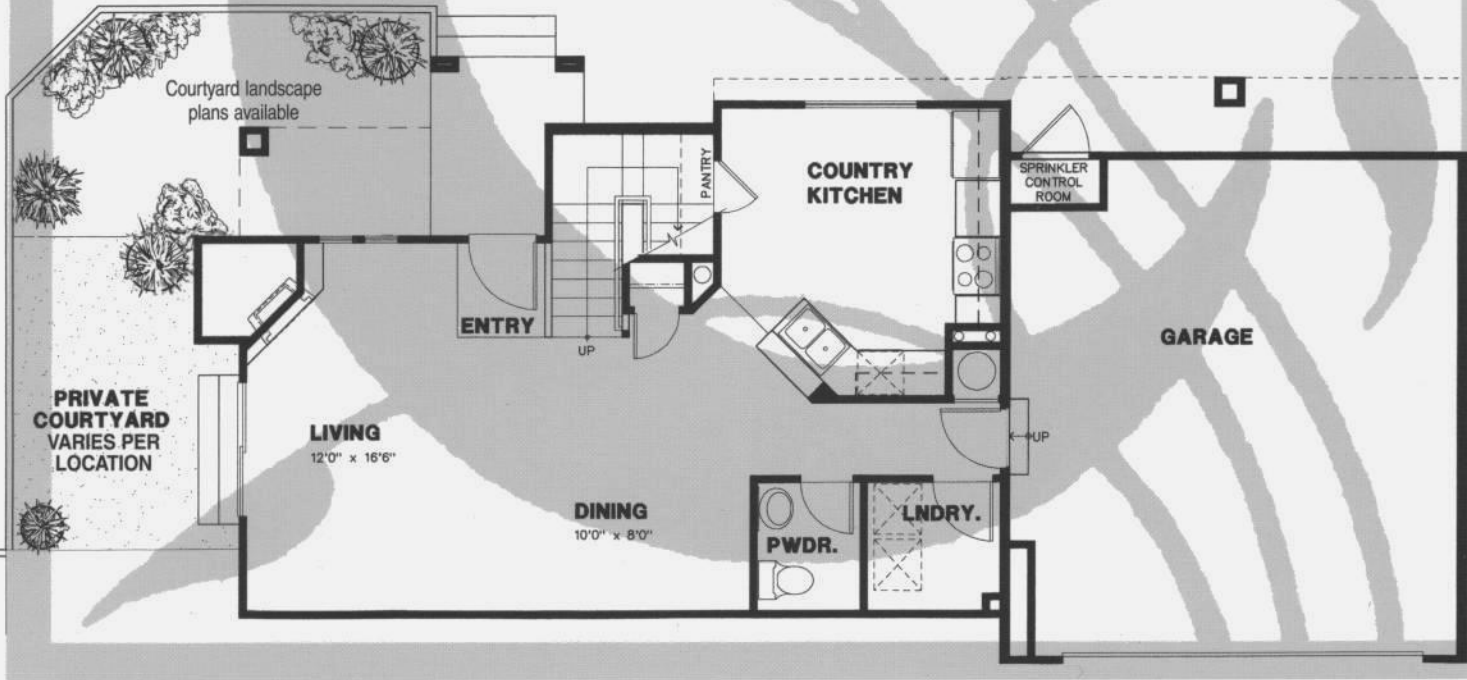 Courtyard landscape
plans available
PANTRY
COUNTRY
KITCHEN
SPRINKLER
CONTROL
ROOM
ENTRY
UP
GARAGE
PRIVATE
COURTYARD
VARIES PER
LOCATION
LIVING
12'0" x 16'6"
UP
DINING
10'0" x 8'0"
LNDRY.
PWDR.